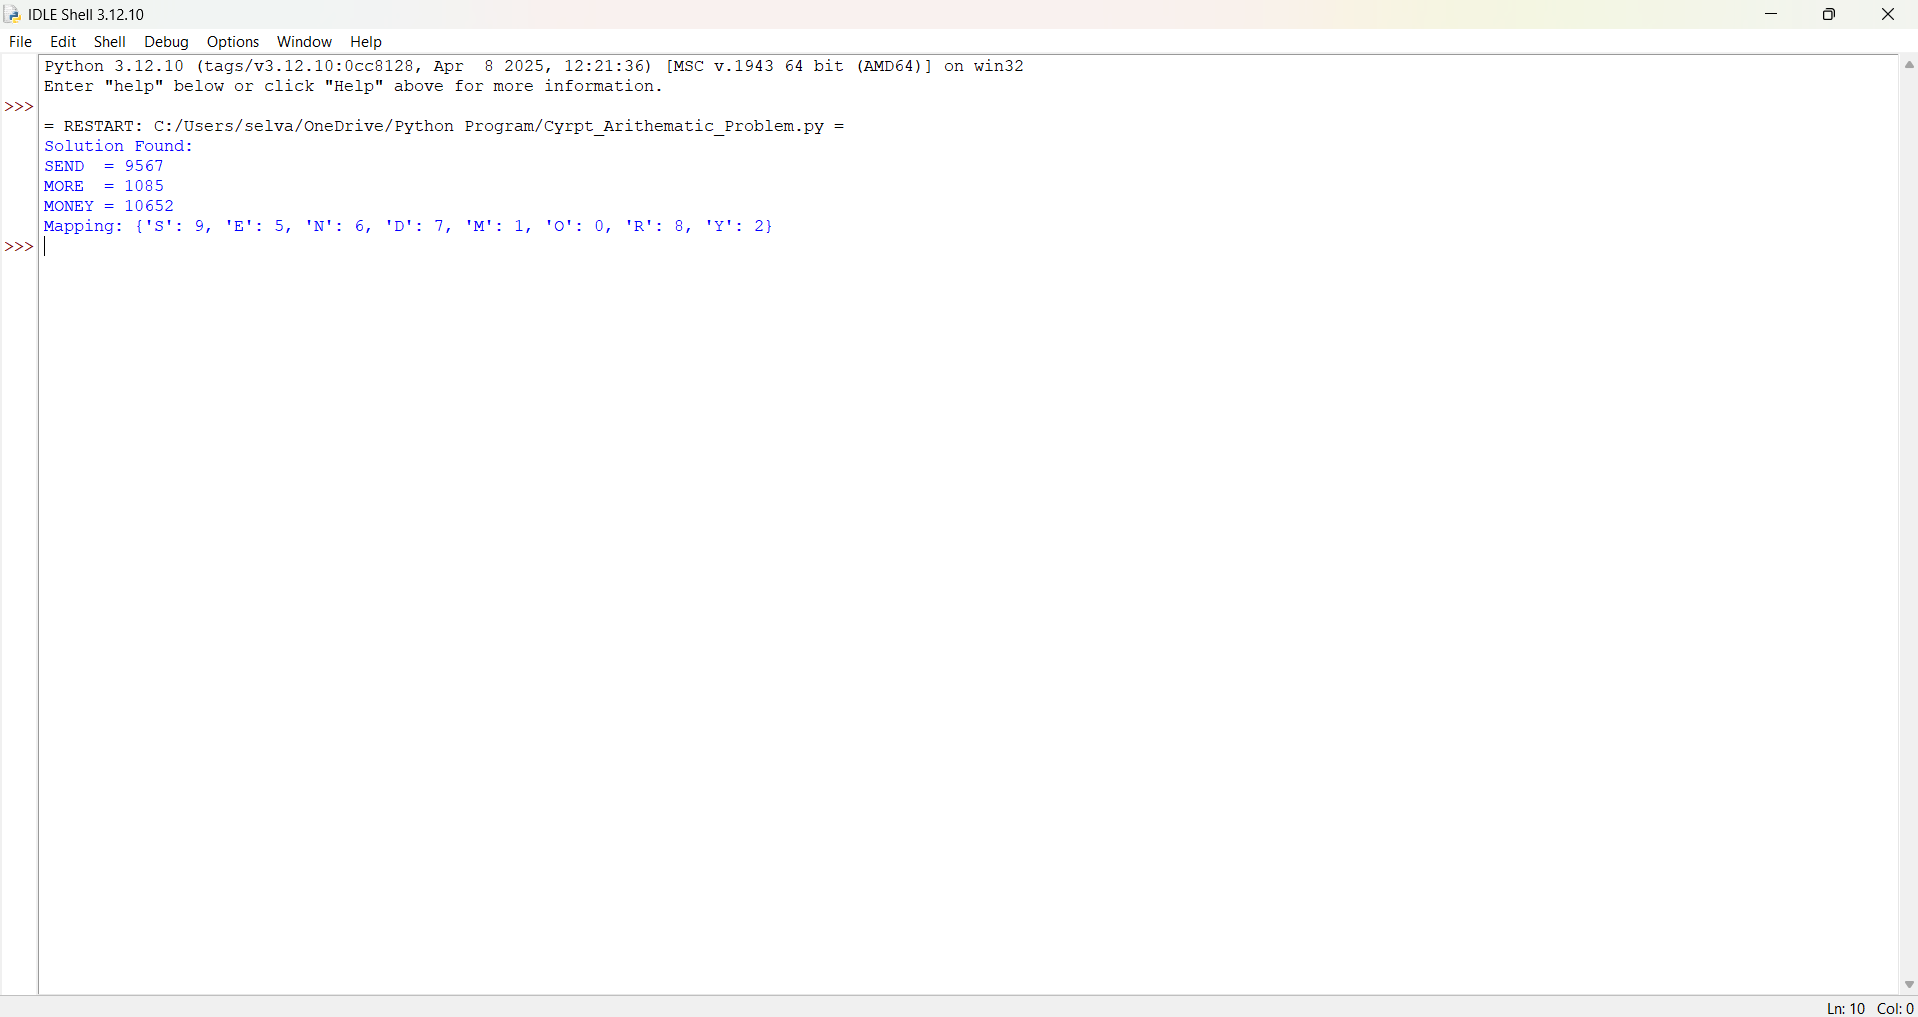 IDLE Shell 3.12.10
File Edit Shell Debug Options Window Help
Python 3.12.10 (tags/v3.12.10:0cc8128, Apr  8 2025, 12:21:36) [MSC v.1943 64 bit (AMD64)] on win32
Enter "help" below or click "Help" above for more information.
>>>
= RESTART: C:/Users/selva/OneDrive/Python Program/Cyrpt_Arithematic_Problem.py =
Solution Found:
SEND  = 9567
MORE  = 1085
MONEY = 10652
Mapping: {'S': 9, 'E': 5, 'N': 6, 'D': 7, 'M': 1, 'O': 0, 'R': 8, 'Y': 2}
>>>
Ln: 10 Col: 0